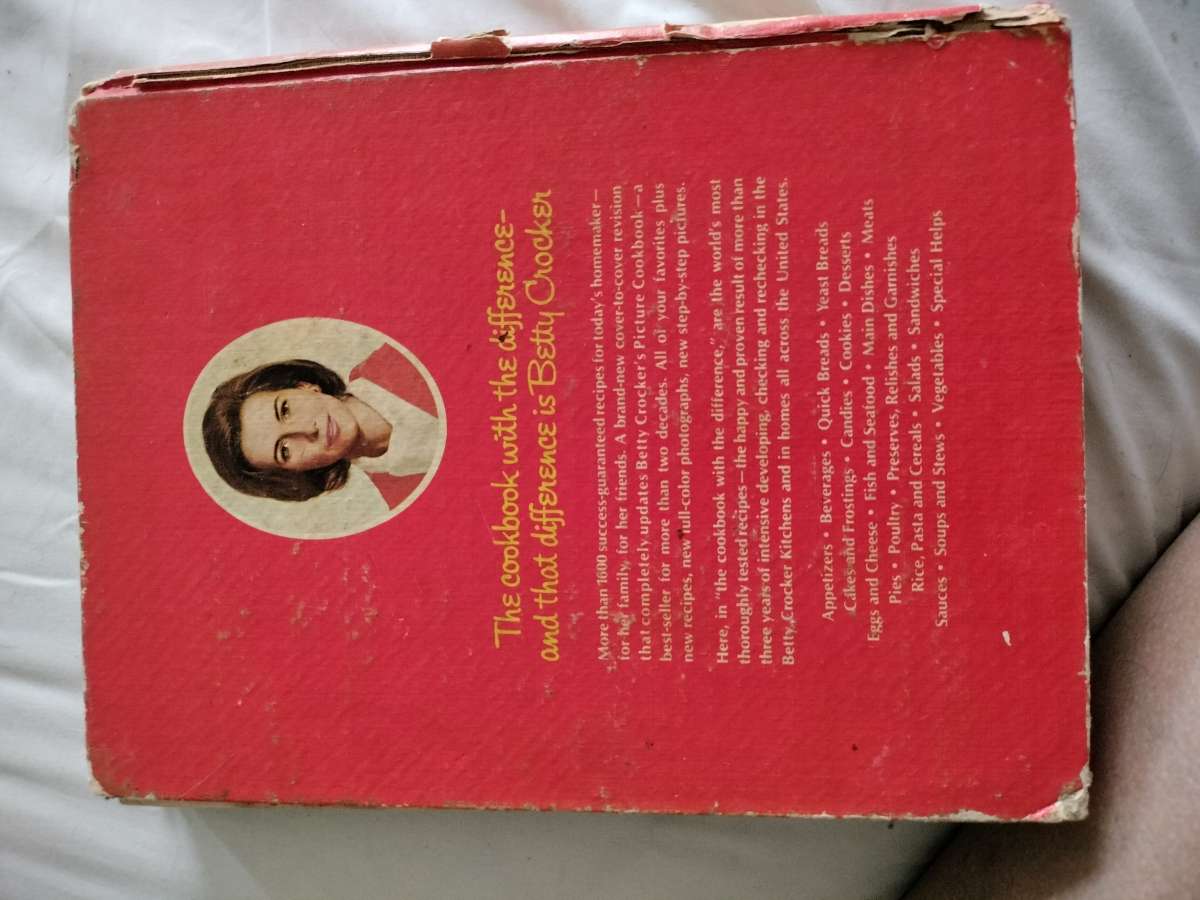 The cookbook with the difference—
and that difference is Betty Crocker
More than 1600 success-guaranteed recipes for today's homemaker—
for her family, for her friends. A brand-new cover-to-cover revision
that completely updates Betty Crocker's Picture Cookbook—a
best-seller for more than two decades. All of your favorites plus
new recipes, new full-color photographs, new step-by-step pictures.
Here, in "the cookbook with the difference," are the world's most
thoroughly tested recipes—the happy and proven result of more than
three years of intensive developing, checking and rechecking in the
Betty Crocker Kitchens and in homes all across the United States.
Appetizers • Beverages • Quick Breads • Yeast Breads
Cakes and Frostings • Candies • Cookies • Desserts
Eggs and Cheese • Fish and Seafood • Main Dishes • Meats
Pies • Poultry • Preserves, Relishes and Garnishes
Rice, Pasta and Cereals • Salads • Sandwiches
Sauces • Soups and Stews • Vegetables • Special Helps